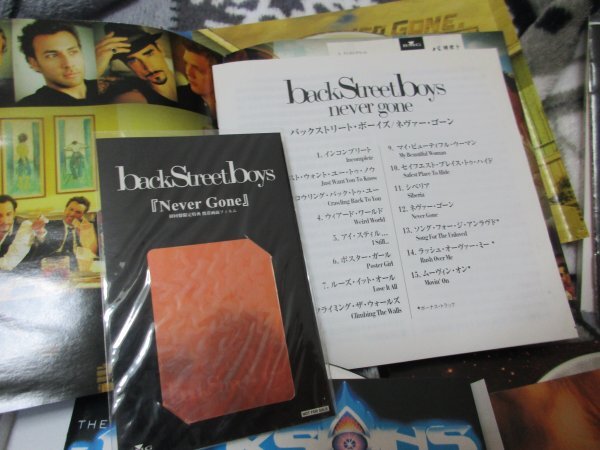 GONE
BMG
backStreetboys
never gone
バックストリート・ボーイズ/ネヴァー・ゴーン
1. インコンプリート
Incomplete
スト・ウォント・ユー・トゥ・ノウ
Just Want You To Know
コウリング・バック・トゥ・ユー
Crawling Back To You
4. ウィアード・ワールド
Weird World
5. アイ・スティル…
I Still...
6. ポスター・ガール
Poster Girl
7. ルーズ・イット・オール
Lose It All
クライミング・ザ・ウォールズ
Climbing The Walls
9. マイ・ビューティフル・ウーマン
My Beautiful Woman
10. セイフエスト・プレイス・トゥ・ハイド
Safest Place To Hide
11. シベリア
Siberia
12. ネヴァー・ゴーン
Never Gone
13. ソング・フォー・ジ・アンラヴド*
Song For The Unloved
14. ラッシュ・オーヴァー・ミー*
Rush Over Me
15. ムーヴィン・オン*
Movin' On
*ボーナス・トラック
backStreetboys
『Never Gone』
NOT FOR SALE
THE